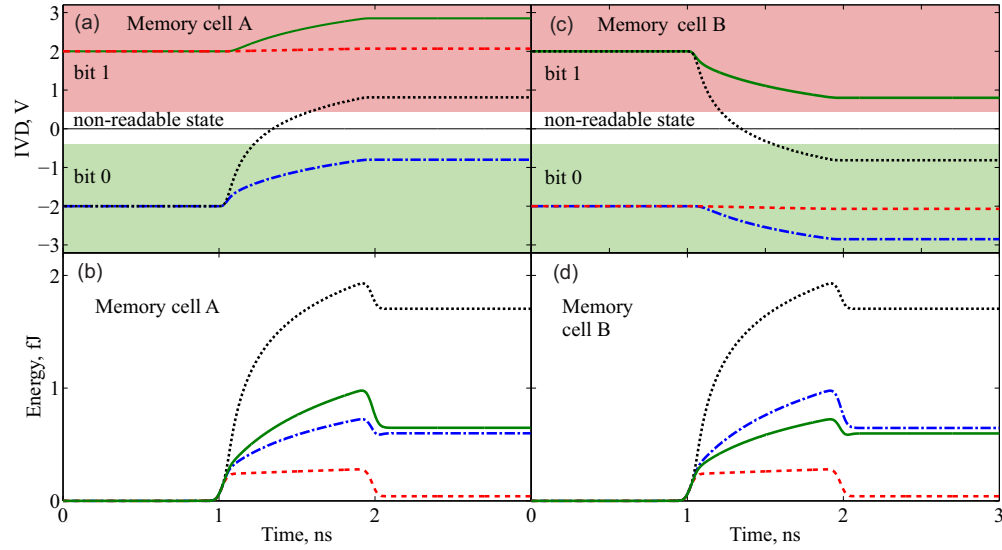 (a)
Memory cell A
bit 1
non-readable state
bit 0
IVD, V
3
2
1
0
−1
−2
−3
(c)
Memory cell B
bit 1
non-readable state
bit 0
(b)
Memory cell A
Energy, fJ
2
1
0
0
1
2
Time, ns
(d)
Memory
cell B
0
1
2
3
Time, ns